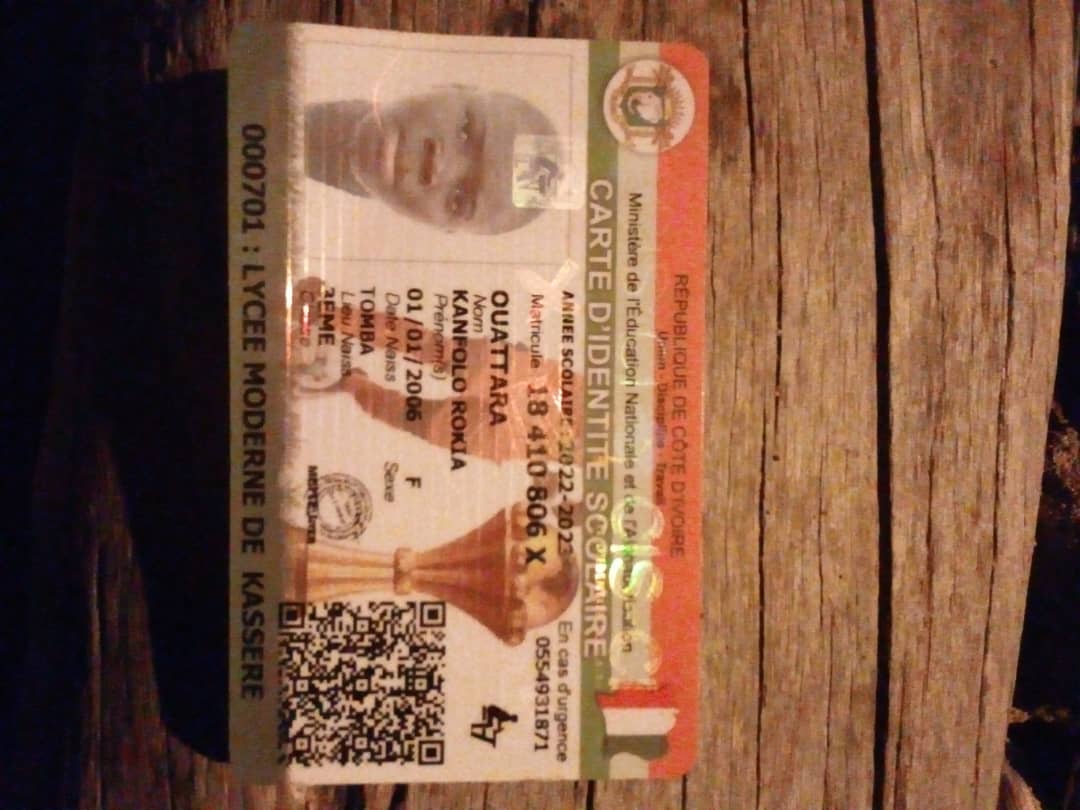 RÉPUBLIQUE DE CÔTE D'IVOIRE
Union - Discipline - Travail
Ministère de l'Éducation Nationale et de
CARTE D'IDENTITE SCOLAIRE
ANNEE SCOLAIRE : 2022-2023
Matricule 18 410 806 X
OUATTARA
Nom
KANFOLO ROKIA
Prénom(s)
01/01/2006 F
Date Naiss Sexe
TOMBA
Lieu Naiss
3EME
Classe
En cas d'urgence
0554931871
000701 : LYCEE MODERNE DE KASSERE